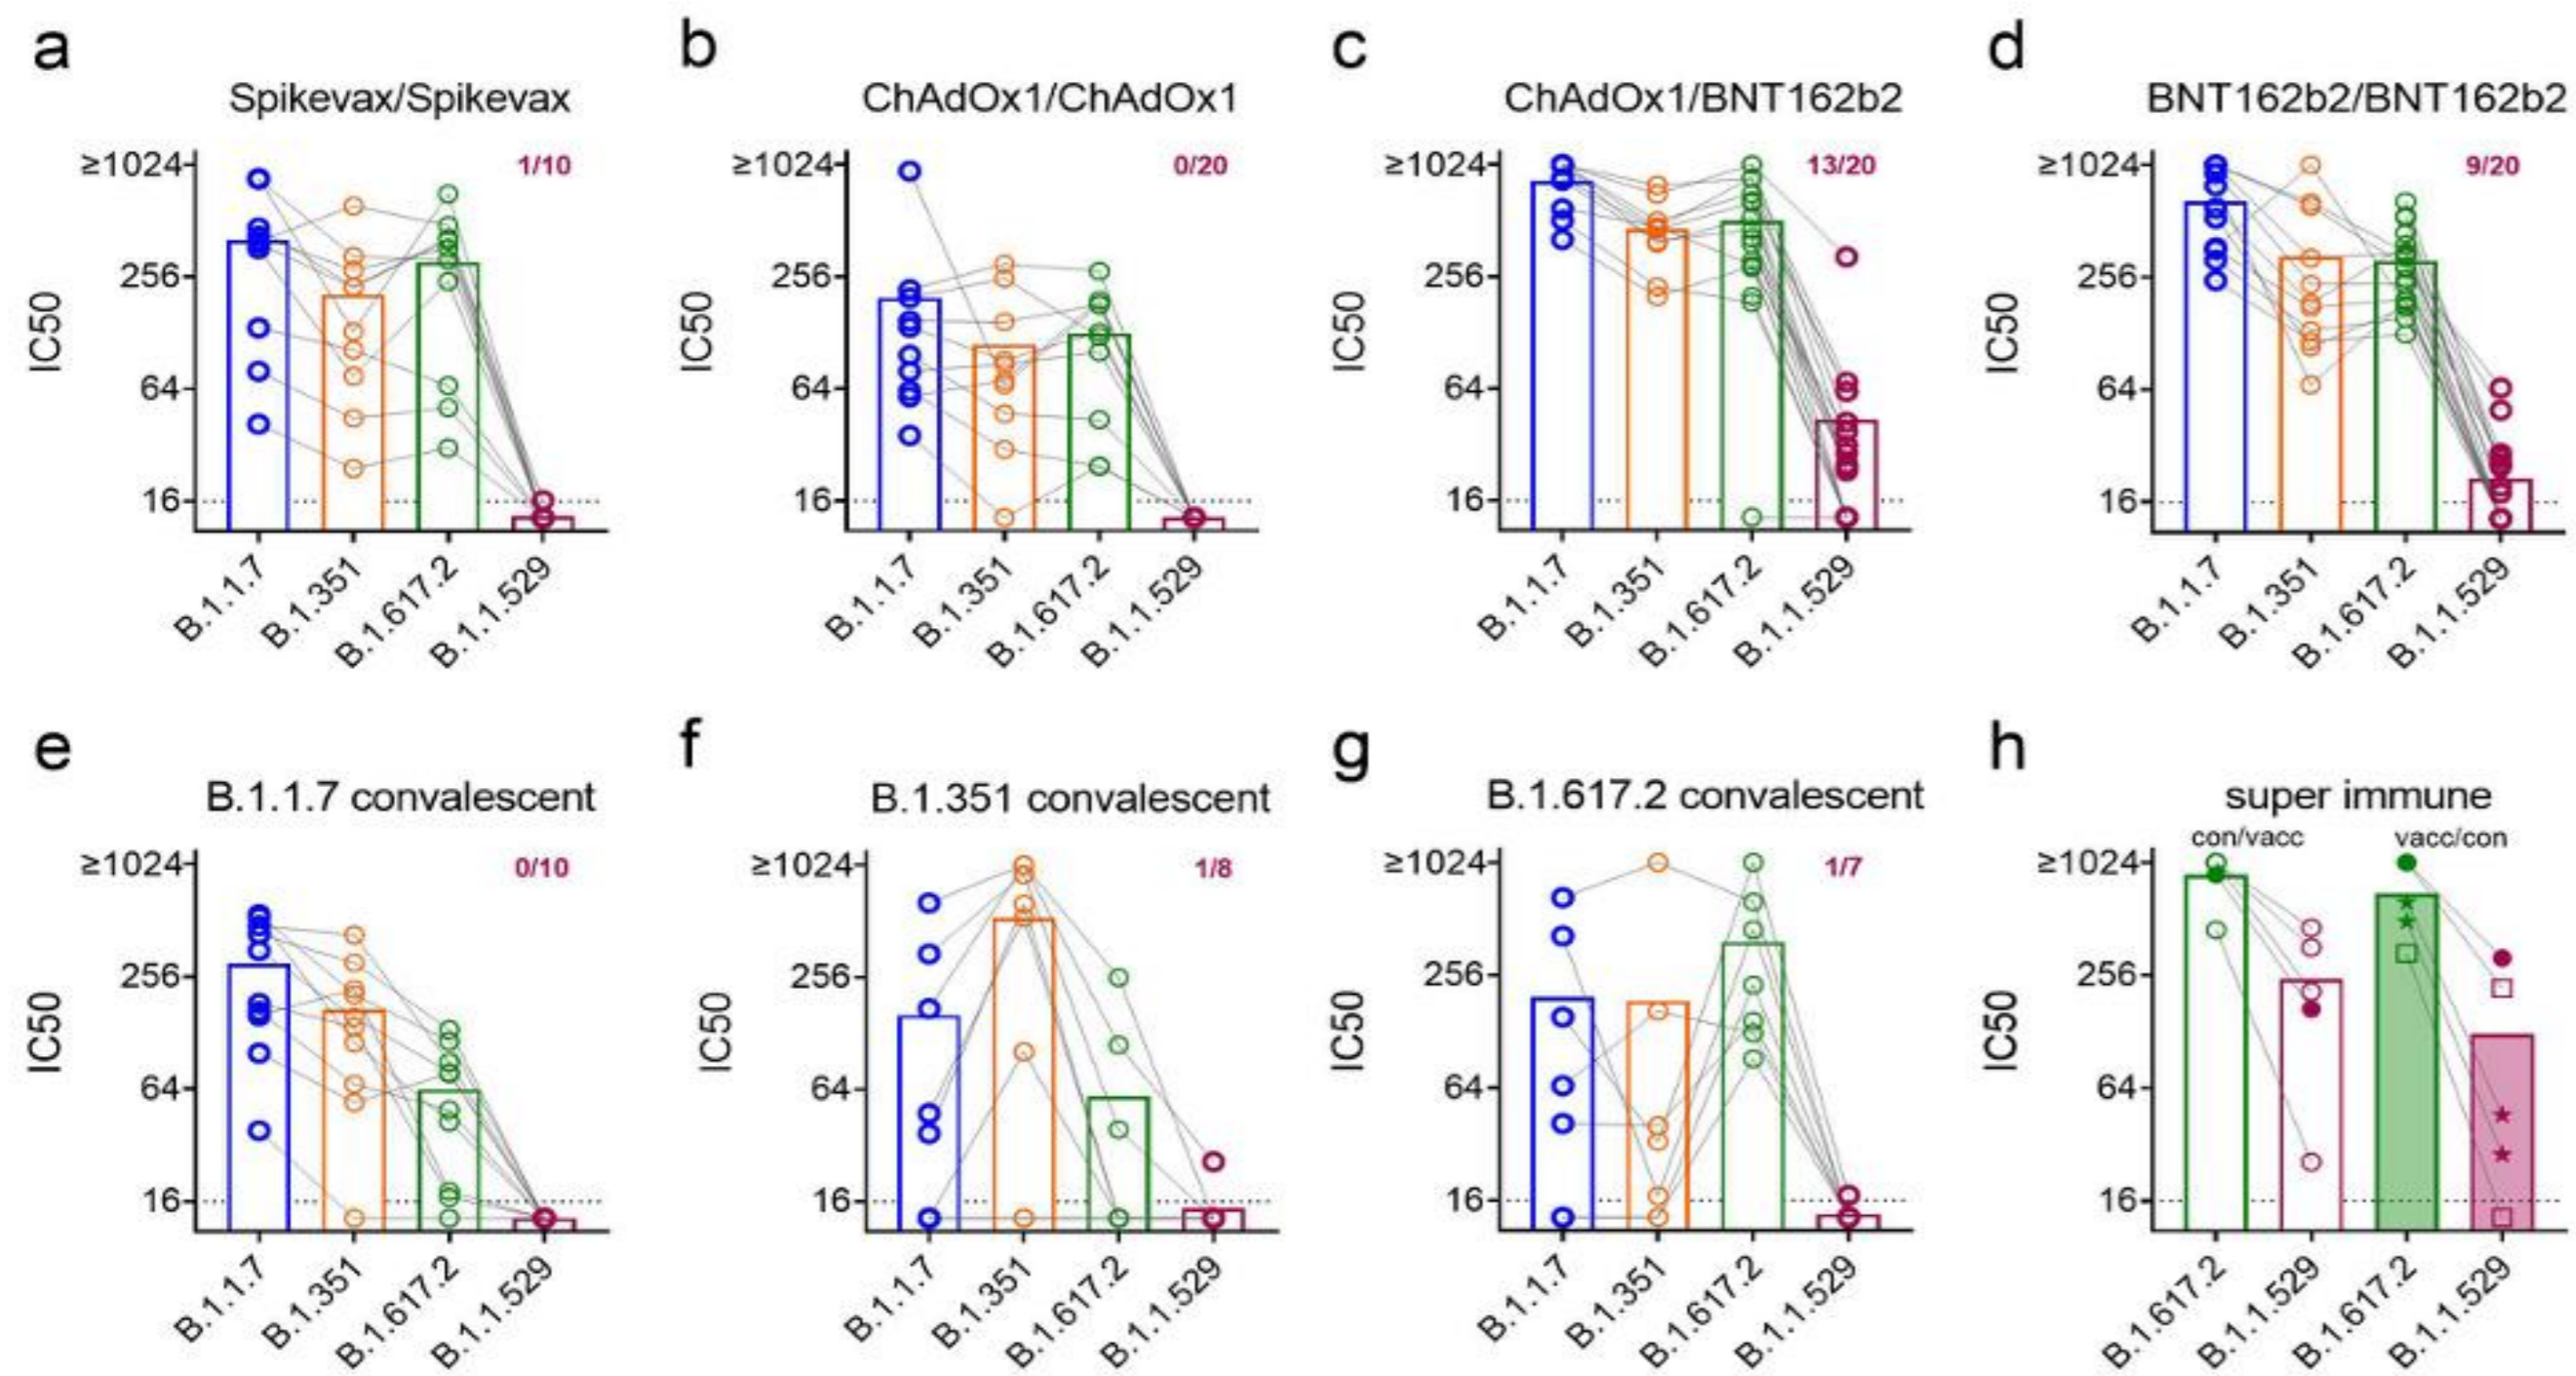 a
Spikevax/Spikevax
1/10
IC50
≥1024
256
64
16
B.1.1.7
B.1.351
B.1.617.2
B.1.1.529
b
ChAdOx1/ChAdOx1
0/20
IC50
≥1024
256
64
16
B.1.1.7
B.1.351
B.1.617.2
B.1.1.529
c
ChAdOx1/BNT162b2
13/20
IC50
≥1024
256
64
16
B.1.1.7
B.1.351
B.1.617.2
B.1.1.529
d
BNT162b2/BNT162b2
9/20
IC50
≥1024
256
64
16
B.1.1.7
B.1.351
B.1.617.2
B.1.1.529
e
B.1.1.7 convalescent
0/10
IC50
≥1024
256
64
16
B.1.1.7
B.1.351
B.1.617.2
B.1.1.529
f
B.1.351 convalescent
1/8
IC50
≥1024
256
64
16
B.1.1.7
B.1.351
B.1.617.2
B.1.1.529
g
B.1.617.2 convalescent
1/7
IC50
≥1024
256
64
16
B.1.1.7
B.1.351
B.1.617.2
B.1.1.529
h
super immune
con/vacc
vacc/con
IC50
≥1024
256
64
16
B.1.617.2
B.1.1.529
B.1.617.2
B.1.1.529